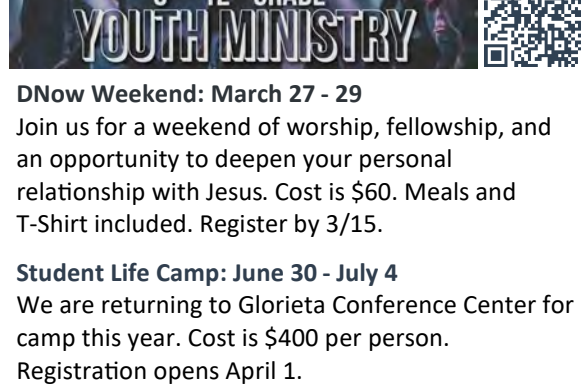 GRADE
YOUTH MINISTRY
DNow Weekend: March 27 - 29
Join us for a weekend of worship, fellowship, and
an opportunity to deepen your personal
relationship with Jesus. Cost is $60. Meals and
T-Shirt included. Register by 3/15.
Student Life Camp: June 30 - July 4
We are returning to Glorieta Conference Center for
camp this year. Cost is $400 per person.
Registration opens April 1.